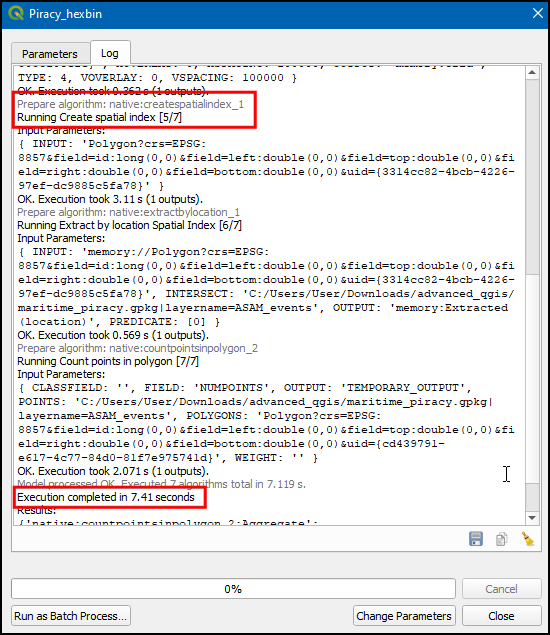 Piracy_hexbin
Parameters
Log
TYPE: 4, VOVERLAY: 0, VSPACING: 100000 }
OK. Execution took 0.362 s (1 outputs).
Prepare algorithm: native:createspatialindex_1
Running Create spatial index [5/7]
Input Parameters:
{ INPUT: 'Polygon?crs=EPSG:
8857&field=id:long(0,0)&field=left:double(0,0)&field=top:double(0,0)&fi
eld=right:double(0,0)&field=bottom:double(0,0)&uid={3314cc82-4bcb-4226-
97ef-dc9885c5fa78}' }
OK. Execution took 3.11 s (1 outputs).
Prepare algorithm: native:extractbylocation_1
Running Extract by location Spatial Index [6/7]
Input Parameters:
{ INPUT: 'memory://Polygon?crs=EPSG:
8857&field=id:long(0,0)&field=left:double(0,0)&field=top:double(0,0)&fi
eld=right:double(0,0)&field=bottom:double(0,0)&uid={3314cc82-4bcb-4226-
97ef-dc9885c5fa78}', INTERSECT: 'C:/Users/User/Downloads/advanced_qgis/
maritime_piracy.gpkg|layername=ASAM_events', OUTPUT: 'memory:Extracted
(location)', PREDICATE: [0] }
OK. Execution took 0.569 s (1 outputs).
Prepare algorithm: native:countpointsinpolygon_2
Running Count points in polygon [7/7]
Input Parameters:
{ CLASSFIELD: '', FIELD: 'NUMPOINTS', OUTPUT: 'TEMPORARY_OUTPUT',
POINTS: 'C:/Users/User/Downloads/advanced_qgis/maritime_piracy.gpkg|
layername=ASAM_events', POLYGONS: 'Polygon?crs=EPSG:
8857&field=id:long(0,0)&field=left:double(0,0)&field=top:double(0,0)&fi
eld=right:double(0,0)&field=bottom:double(0,0)&uid={cd439791-
e617-4c77-84d0-81f7e975741d}', WEIGHT: '' }
OK. Execution took 2.071 s (1 outputs).
Model processed OK. Executed 7 algorithms total in 7.119 s.
Execution completed in 7.41 seconds
Results:
{'native:countpointsinpolygon_2:Aggregate':
0%
Cancel
Run as Batch Process...
Change Parameters
Close